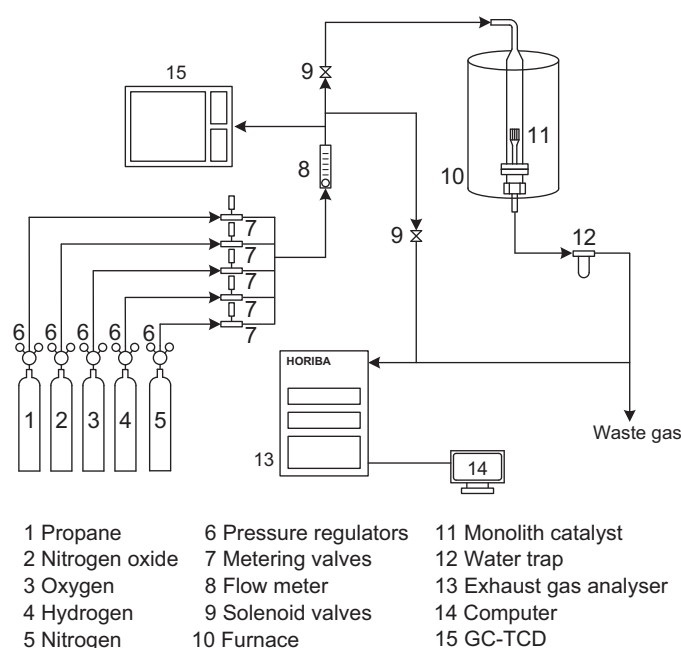 15
9
11
10
8
9
12
7
7
7
7
7
6 6 6 6 6
1 2 3 4 5
HORIBA
13
14
Waste gas
1 Propane
2 Nitrogen oxide
3 Oxygen
4 Hydrogen
5 Nitrogen
6 Pressure regulators
7 Metering valves
8 Flow meter
9 Solenoid valves
10 Furnace
11 Monolith catalyst
12 Water trap
13 Exhaust gas analyser
14 Computer
15 GC-TCD